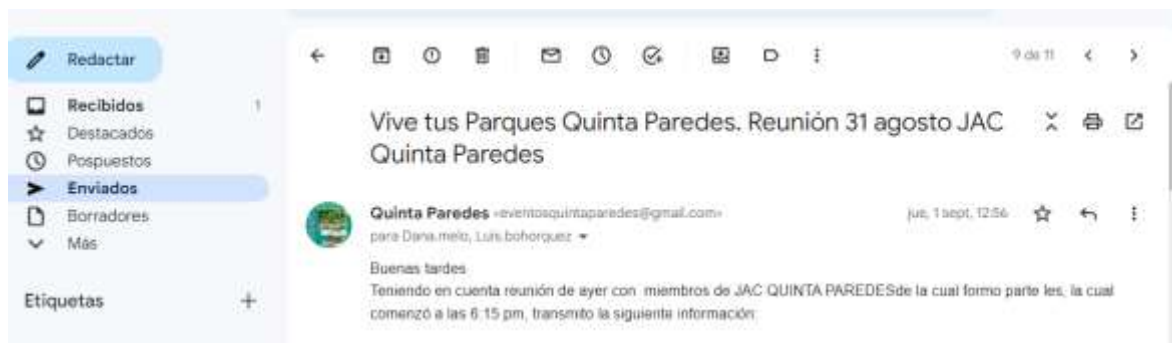 Redactar
9 de 11
Recibidos 1
Destacados
Pospuestos
Enviados
Borradores
Más
Etiquetas
Vive tus Parques Quinta Paredes. Reunión 31 agosto JAC
Quinta Paredes
Quinta Paredes <eventosquintaparedes@gmail.com>
jue, 1 sept, 12:56
para Dana.melo, Luis.bohorquez
Buenas tardes
Teniendo en cuenta reunión de ayer con miembros de JAC QUINTA PAREDESde la cual formo parte les, la cual
comenzó a las 6:15 pm, transmito la siguiente información: